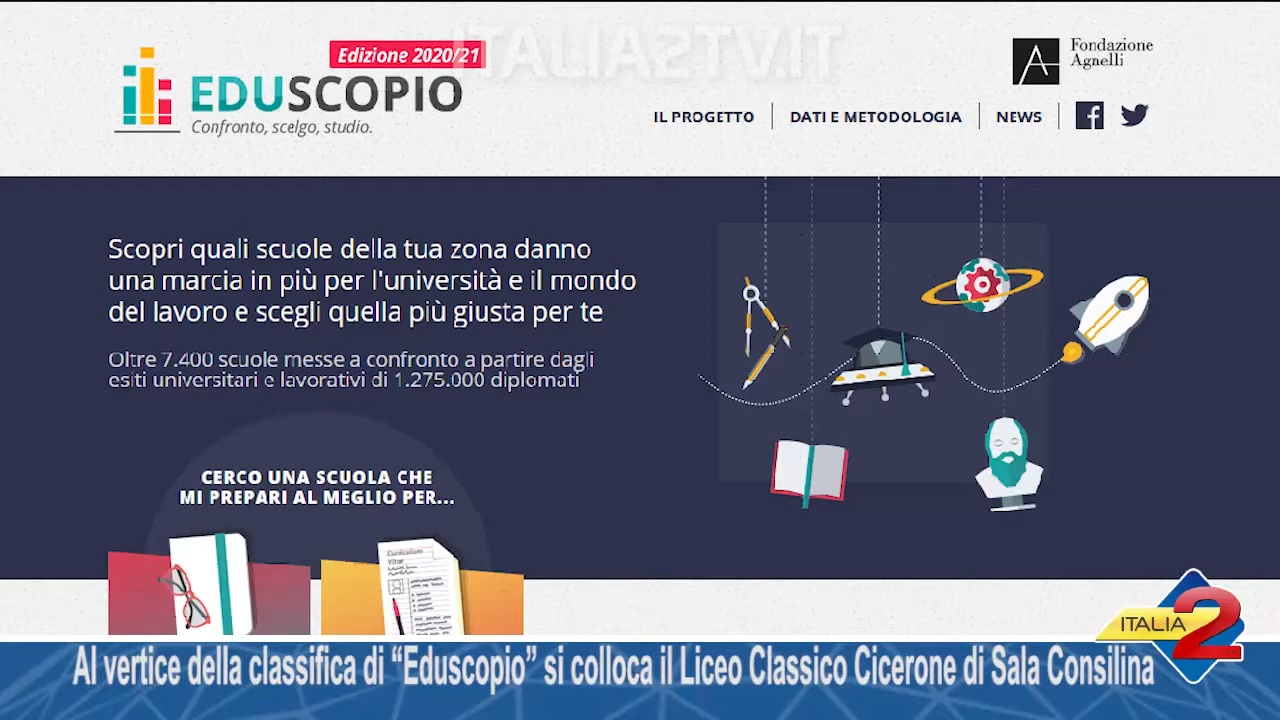 ITALIA2TV.IT
Edizione 2020/21
EDUSCOPIO
Confronto, scelgo, studio.
Fondazione
Agnelli
IL PROGETTO
DATI E METODOLOGIA
NEWS
Scopri quali scuole della tua zona danno
una marcia in più per l'università e il mondo
del lavoro e scegli quella più giusta per te
Oltre 7.400 scuole messe a confronto a partire dagli
esiti universitari e lavorativi di 1.275.000 diplomati
CERCO UNA SCUOLA CHE
MI PREPARI AL MEGLIO PER...
Curriculum
Vitae
ITALIA 2
Al vertice della classifica di “Eduscopio” si colloca il Liceo Classico Cicerone di Sala Consilina